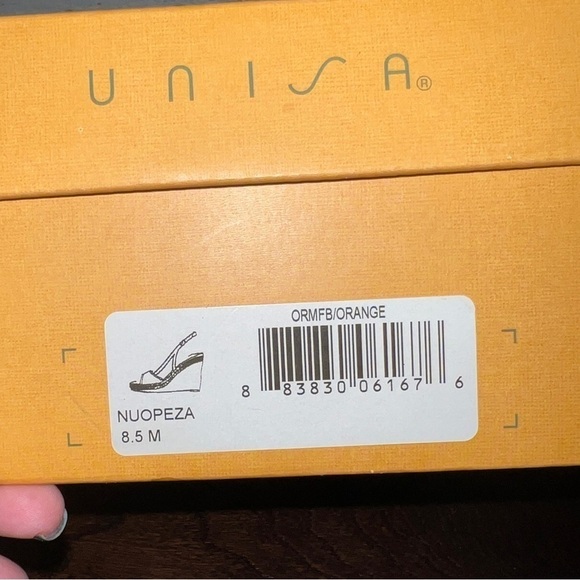 UNISA®
ORMFB/ORANGE
NUOPEZA
8.5 M
8 83830 06167 6